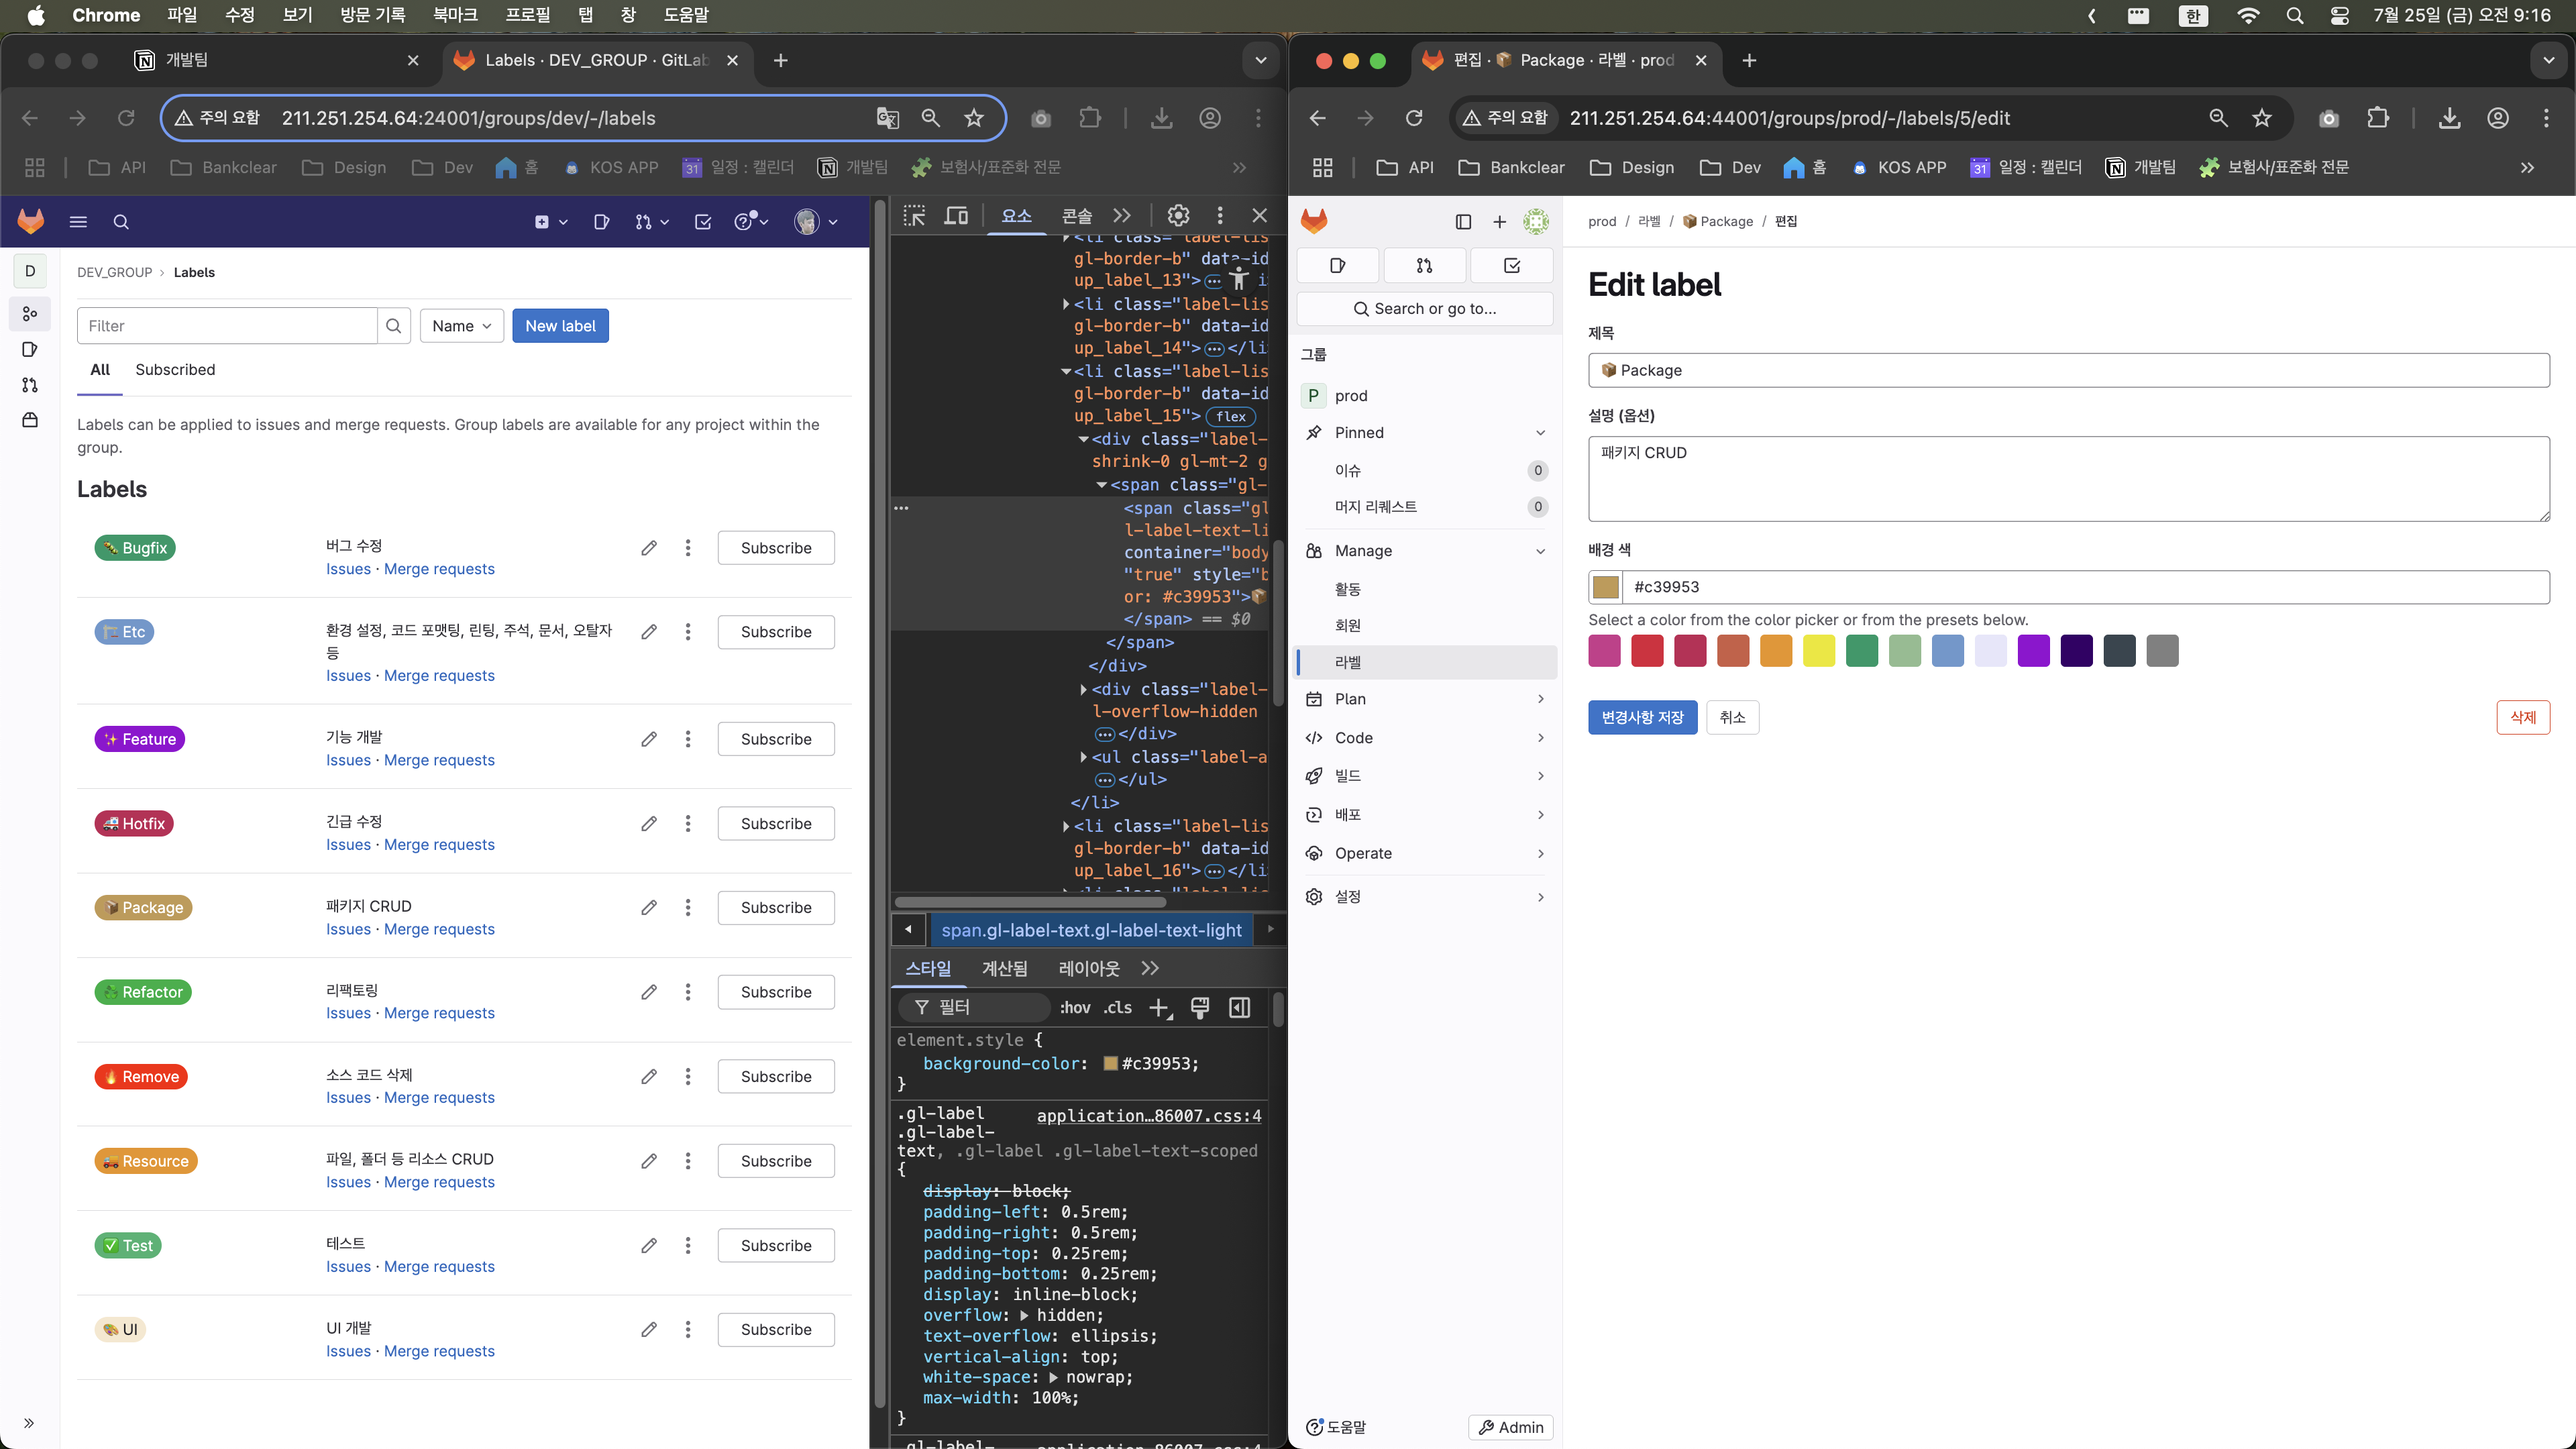 Chrome 파일 수정 보기 방문 기록 북마크 프로필 탭 창 도움말
한 7월 25일 (금) 오전 9:16
개발팀
Labels · DEV_GROUP · GitLab
주의 요함 211.251.254.64:24001/groups/dev/-/labels
API Bankclear Design Dev 홈 KOS APP 31 일정 : 캘린더 개발팀 보험사/표준화 전문
D
DEV_GROUP › Labels
Filter
Name
New label
All Subscribed
Labels can be applied to issues and merge requests. Group labels are available for any project within the
group.
Labels
Bugfix 버그 수정 Subscribe
Issues · Merge requests
Etc 환경 설정, 코드 포맷팅, 린팅, 주석, 문서, 오탈자 Subscribe
등
Issues · Merge requests
Feature 기능 개발 Subscribe
Issues · Merge requests
Hotfix 긴급 수정 Subscribe
Issues · Merge requests
Package 패키지 CRUD Subscribe
Issues · Merge requests
Refactor 리팩토링 Subscribe
Issues · Merge requests
Remove 소스 코드 삭제 Subscribe
Issues · Merge requests
Resource 파일, 폴더 등 리소스 CRUD Subscribe
Issues · Merge requests
Test 테스트 Subscribe
Issues · Merge requests
UI UI 개발 Subscribe
Issues · Merge requests
요소 콘솔
gl-border-b" data-id
up_label_13">
<li class="label-lis
gl-border-b" data-id
up_label_14"> </li
<li class="label-lis
gl-border-b" data-id
up_label_15"> flex
<div class="label-
shrink-0 gl-mt-2 g
<span class="gl-
<span class="gl
l-label-text-li
container="body
"true" style="b
or: #c39953">📦
</span> == $0
</span>
</div>
<div class="label-
l-overflow-hidden
</div>
<ul class="label-a
</ul>
</li>
<li class="label-lis
gl-border-b" data-id
up_label_16"> </li
span.gl-label-text.gl-label-text-light
스타일 계산됨 레이아웃
필터 :hov .cls
element.style {
background-color: #c39953;
}
.gl-label application…86007.css:4
.gl-label-
text, .gl-label .gl-label-text-scoped
{
display: block;
padding-left: 0.5rem;
padding-right: 0.5rem;
padding-top: 0.25rem;
padding-bottom: 0.25rem;
display: inline-block;
overflow: hidden;
text-overflow: ellipsis;
vertical-align: top;
white-space: nowrap;
max-width: 100%;
}
편집 · 📦 Package · 라벨 · prod
주의 요함 211.251.254.64:44001/groups/prod/-/labels/5/edit
API Bankclear Design Dev 홈 KOS APP 31 일정 : 캘린더 개발팀 보험사/표준화 전문
Search or go to...
그룹
P prod
Pinned
이슈 0
머지 리퀘스트 0
Manage
활동
회원
라벨
Plan
Code
빌드
배포
Operate
설정
도움말
Admin
prod / 라벨 / 📦 Package / 편집
Edit label
제목
📦 Package
설명 (옵션)
패키지 CRUD
배경 색
#c39953
Select a color from the color picker or from the presets below.
변경사항 저장 취소 삭제